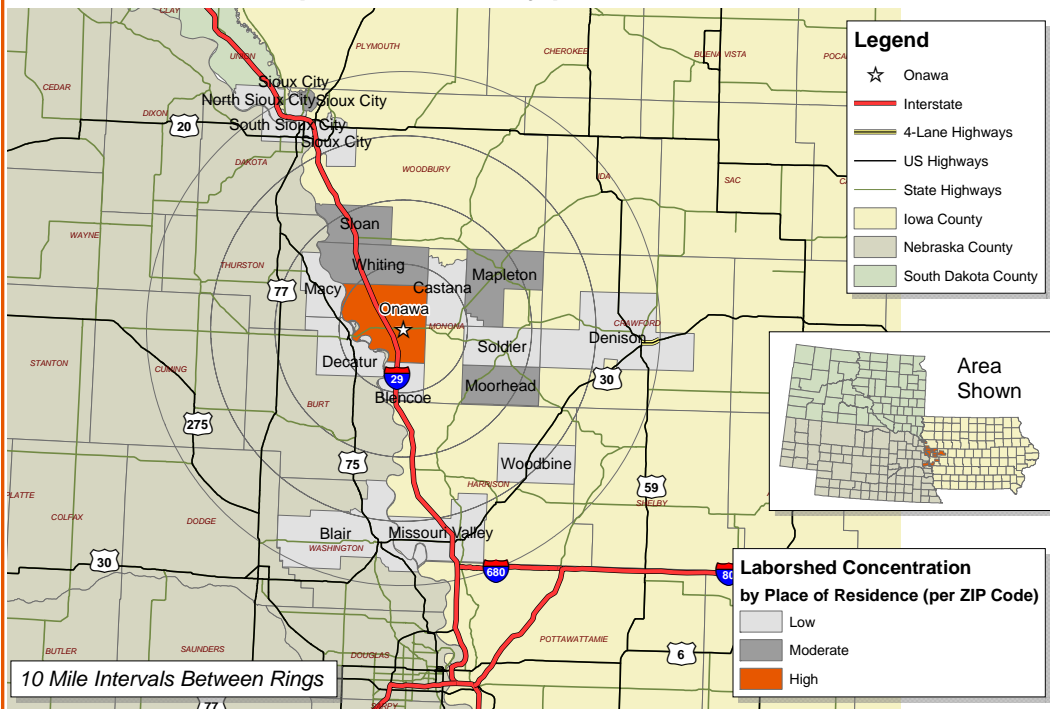 CLAY
UNION
PLYMOUTH
CHEROKEE
BUENA VISTA
POCA
CEDAR
DIXON
Sioux City
North Sioux City
Sioux City
South Sioux City
Sioux City
20
DAKOTA
WOODBURY
IDA
SAC
WAYNE
THURSTON
77
Sloan
Whiting
Mapleton
Macy
Castana
Onawa
MONONA
CRAWFORD
Denison
Soldier
Decatur
STANTON
CUMING
29
Moorhead
30
Blencoe
BURT
275
75
Woodbine
HARRISON
59
SHELBY
PLATTE
COLFAX
DODGE
Blair
Missouri Valley
WASHINGTON
30
680
80
BUTLER
SAUNDERS
DOUGLAS
POTTAWATTAMIE
6
SARPY
77
10 Mile Intervals Between Rings
Legend
Onawa
Interstate
4-Lane Highways
US Highways
State Highways
Iowa County
Nebraska County
South Dakota County
Area
Shown
Laborshed Concentration
by Place of Residence (per ZIP Code)
Low
Moderate
High